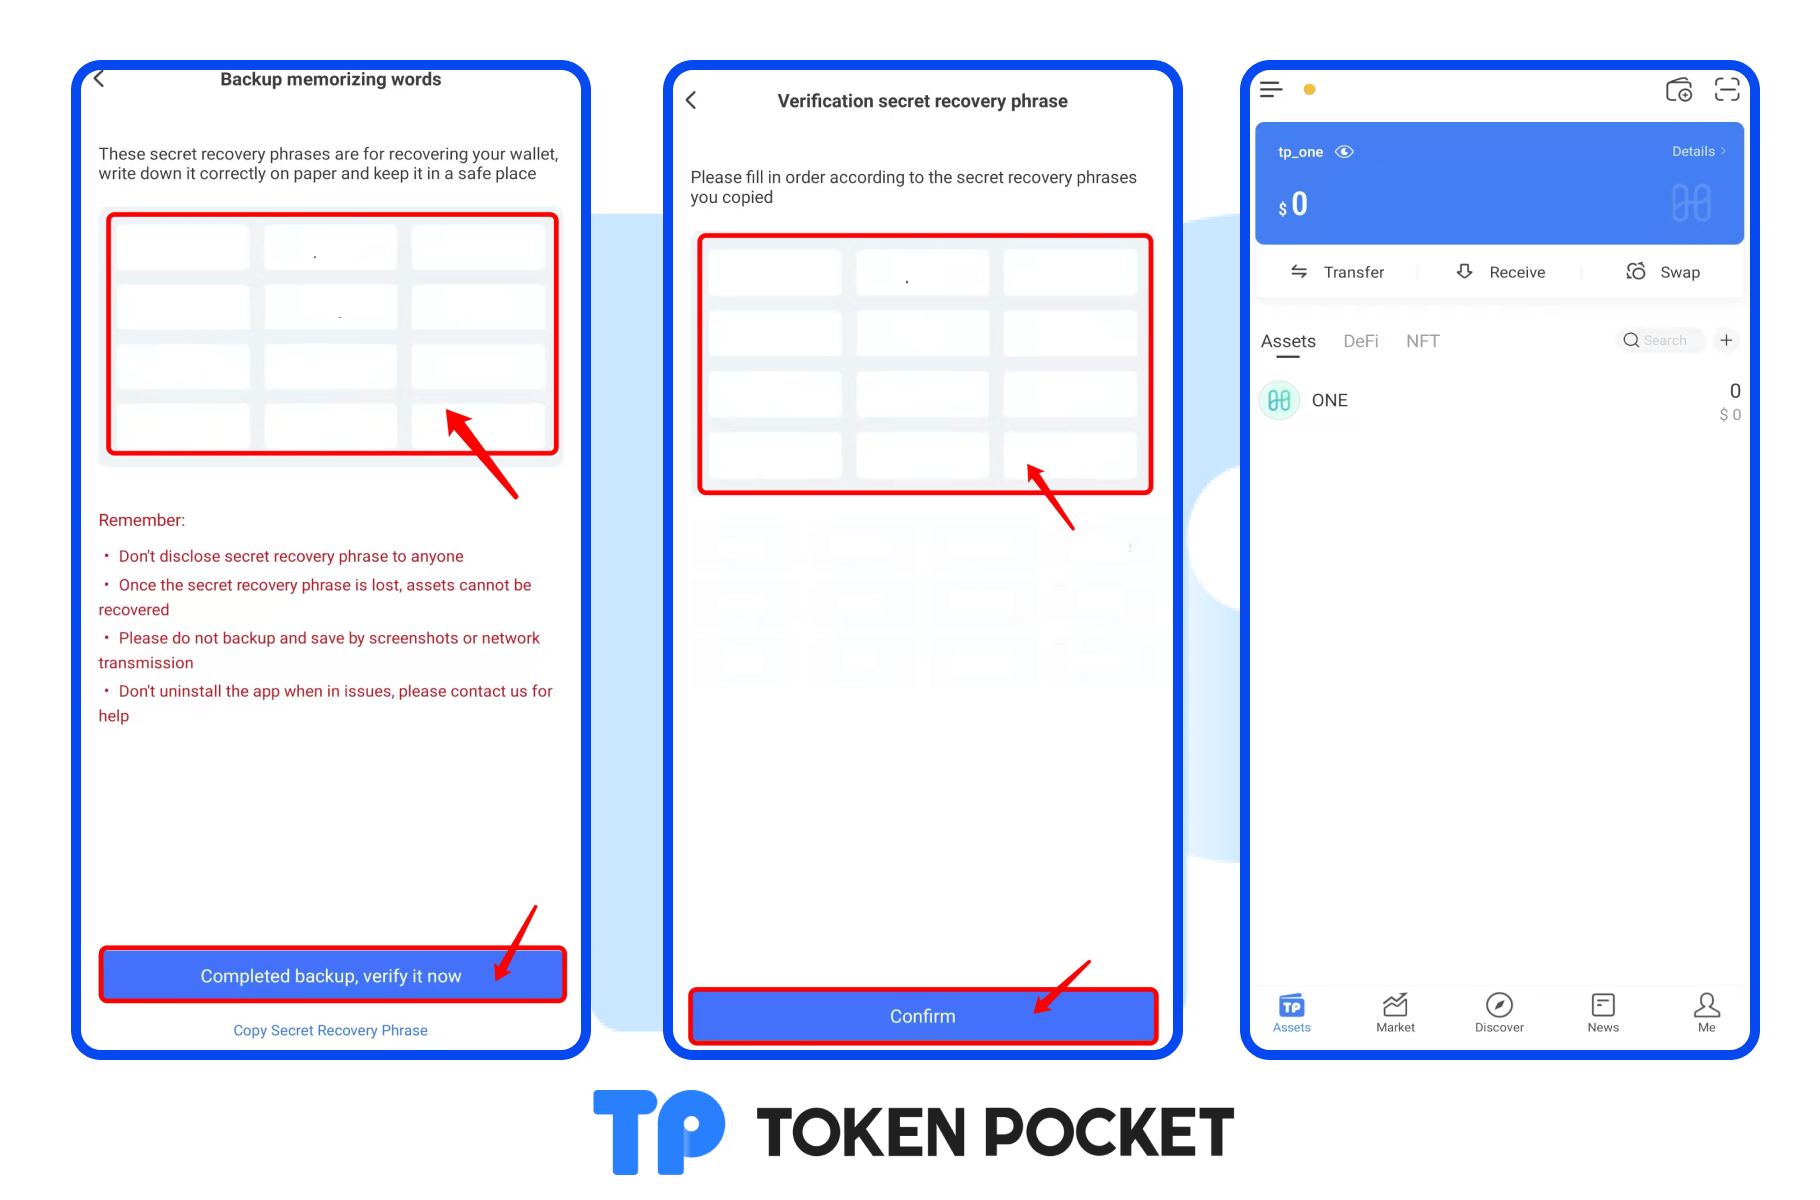 Backup memorizing words
These secret recovery phrases are for recovering your wallet,
write down it correctly on paper and keep it in a safe place
Remember:
• Don't disclose secret recovery phrase to anyone
• Once the secret recovery phrase is lost, assets cannot be
recovered
• Please do not backup and save by screenshots or network
transmission
• Don't uninstall the app when in issues, please contact us for
help
Completed backup, verify it now
Copy Secret Recovery Phrase
Verification secret recovery phrase
Please fill in order according to the secret recovery phrases
you copied
Confirm
tp_one
Details >
$ 0
Transfer
Receive
Swap
Assets
DeFi
NFT
Search
+
ONE
0
$ 0
TP
Assets
Market
Discover
News
Me
TP TOKEN POCKET